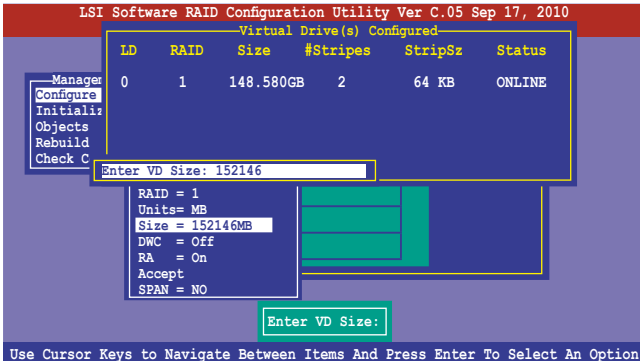 LSI Software RAID Configuration Utility Ver C.05 Sep 17, 2010
Virtual Drive(s) Configured
LD RAID Size #Stripes StripSz Status
0 1 148.580GB 2 64 KB ONLINE
Managem
Configure
Initializ
Objects
Rebuild
Check C
Enter VD Size: 152146
RAID = 1
Units= MB
Size = 152146MB
DWC = Off
RA = On
Accept
SPAN = NO
Enter VD Size:
Use Cursor Keys to Navigate Between Items And Press Enter To Select An Option